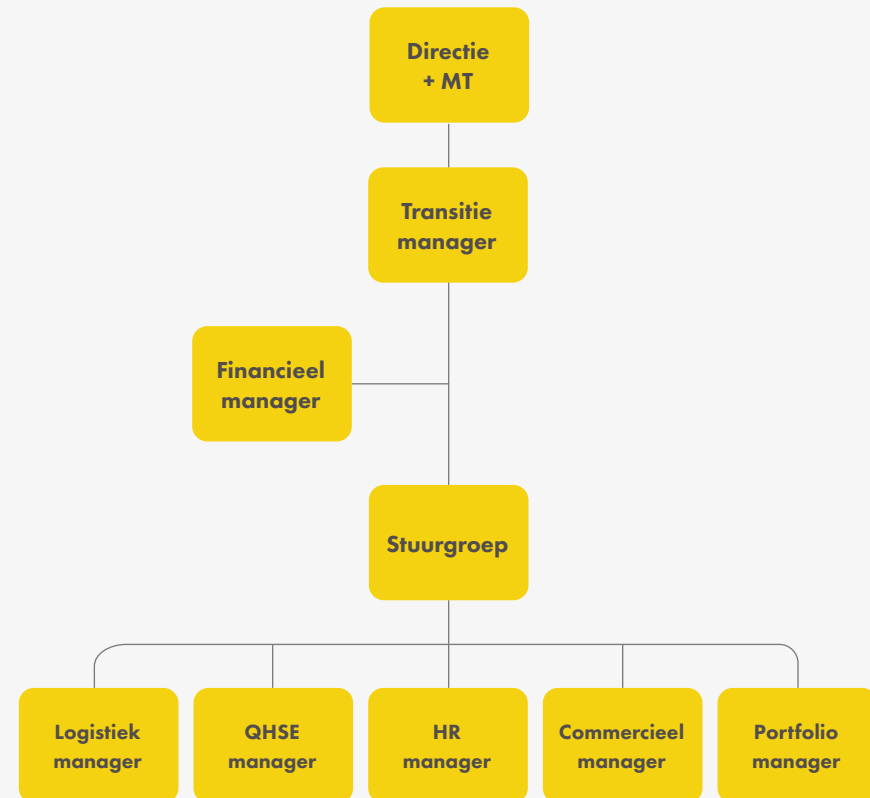 Directie
+ MT
Transitie
manager
Financieel
manager
Stuurgroep
Logistiek
manager
QHSE
manager
HR
manager
Commercieel
manager
Portfolio
manager